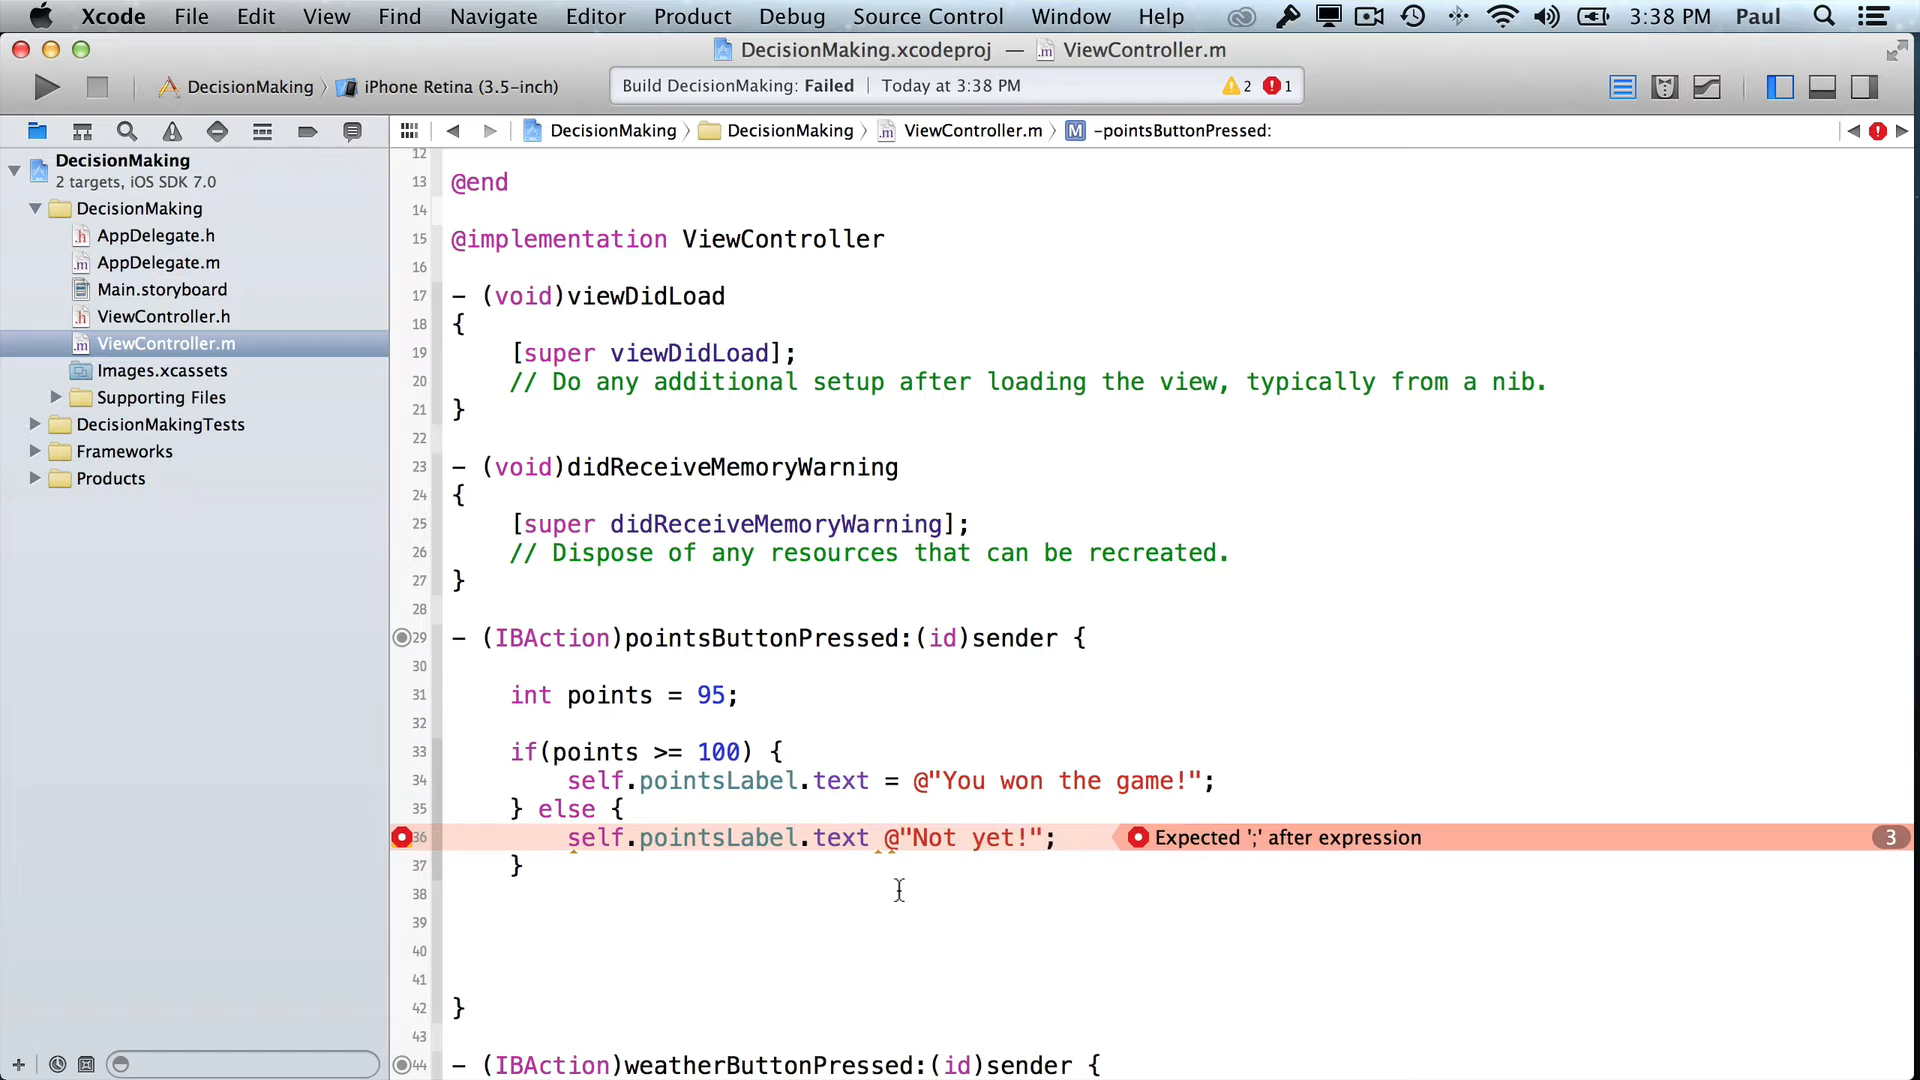 Xcode File Edit View Find Navigate Editor Product Debug Source Control Window Help 3:38 PM Paul
DecisionMaking.xcodeproj — ViewController.m
DecisionMaking iPhone Retina (3.5-inch) Build DecisionMaking: Failed Today at 3:38 PM 2 1
DecisionMaking DecisionMaking ViewController.m M -pointsButtonPressed:
DecisionMaking
2 targets, iOS SDK 7.0
DecisionMaking
AppDelegate.h
AppDelegate.m
Main.storyboard
ViewController.h
ViewController.m
Images.xcassets
Supporting Files
DecisionMakingTests
Frameworks
Products
12
13 @end
14
15 @implementation ViewController
16
17 - (void)viewDidLoad
18 {
19 [super viewDidLoad];
20 // Do any additional setup after loading the view, typically from a nib.
21 }
22
23 - (void)didReceiveMemoryWarning
24 {
25 [super didReceiveMemoryWarning];
26 // Dispose of any resources that can be recreated.
27 }
28
29 - (IBAction)pointsButtonPressed:(id)sender {
30
31 int points = 95;
32
33 if(points >= 100) {
34 self.pointsLabel.text = @"You won the game!";
35 } else {
36 self.pointsLabel.text @"Not yet!"; Expected ';' after expression 3
37 }
38
39
40
41
42 }
43
44 - (IBAction)weatherButtonPressed:(id)sender {